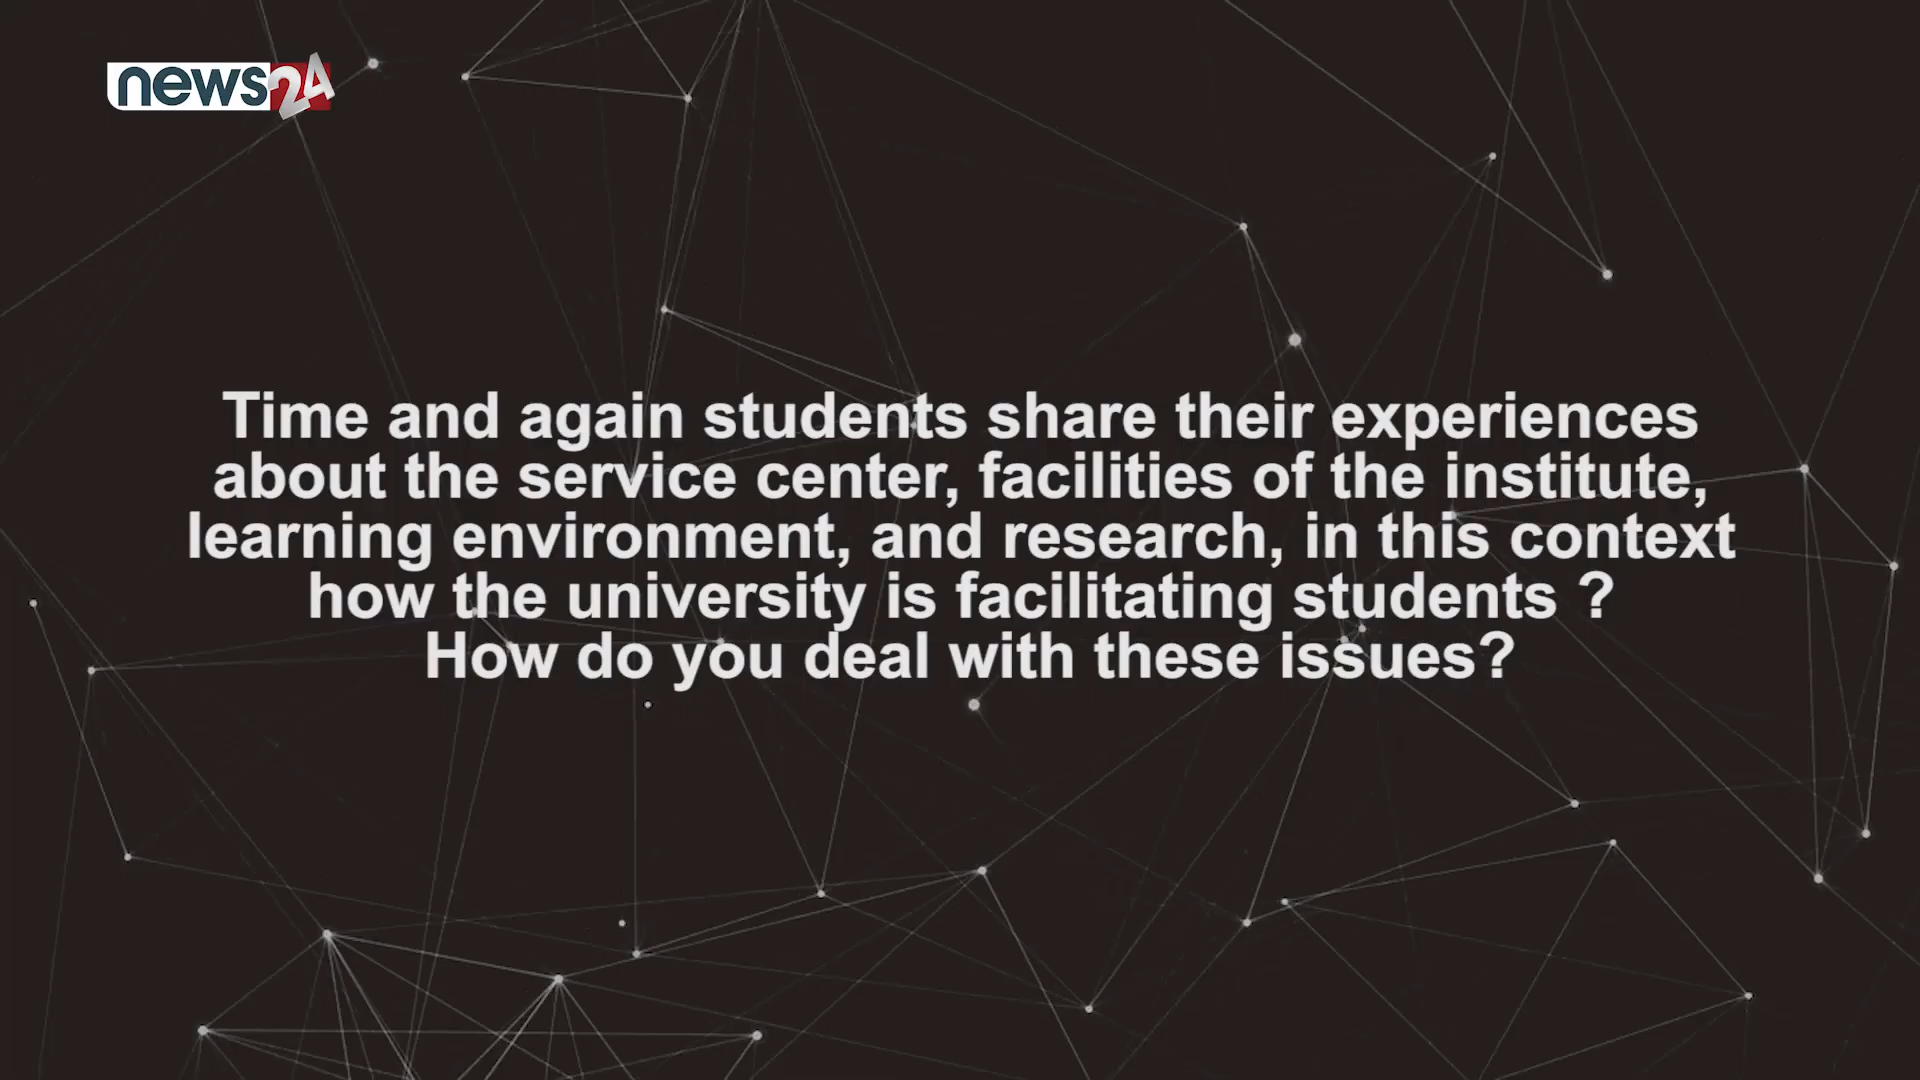 news24
Time and again students share their experiences
about the service center, facilities of the institute,
learning environment, and research, in this context
how the university is facilitating students ?
How do you deal with these issues?